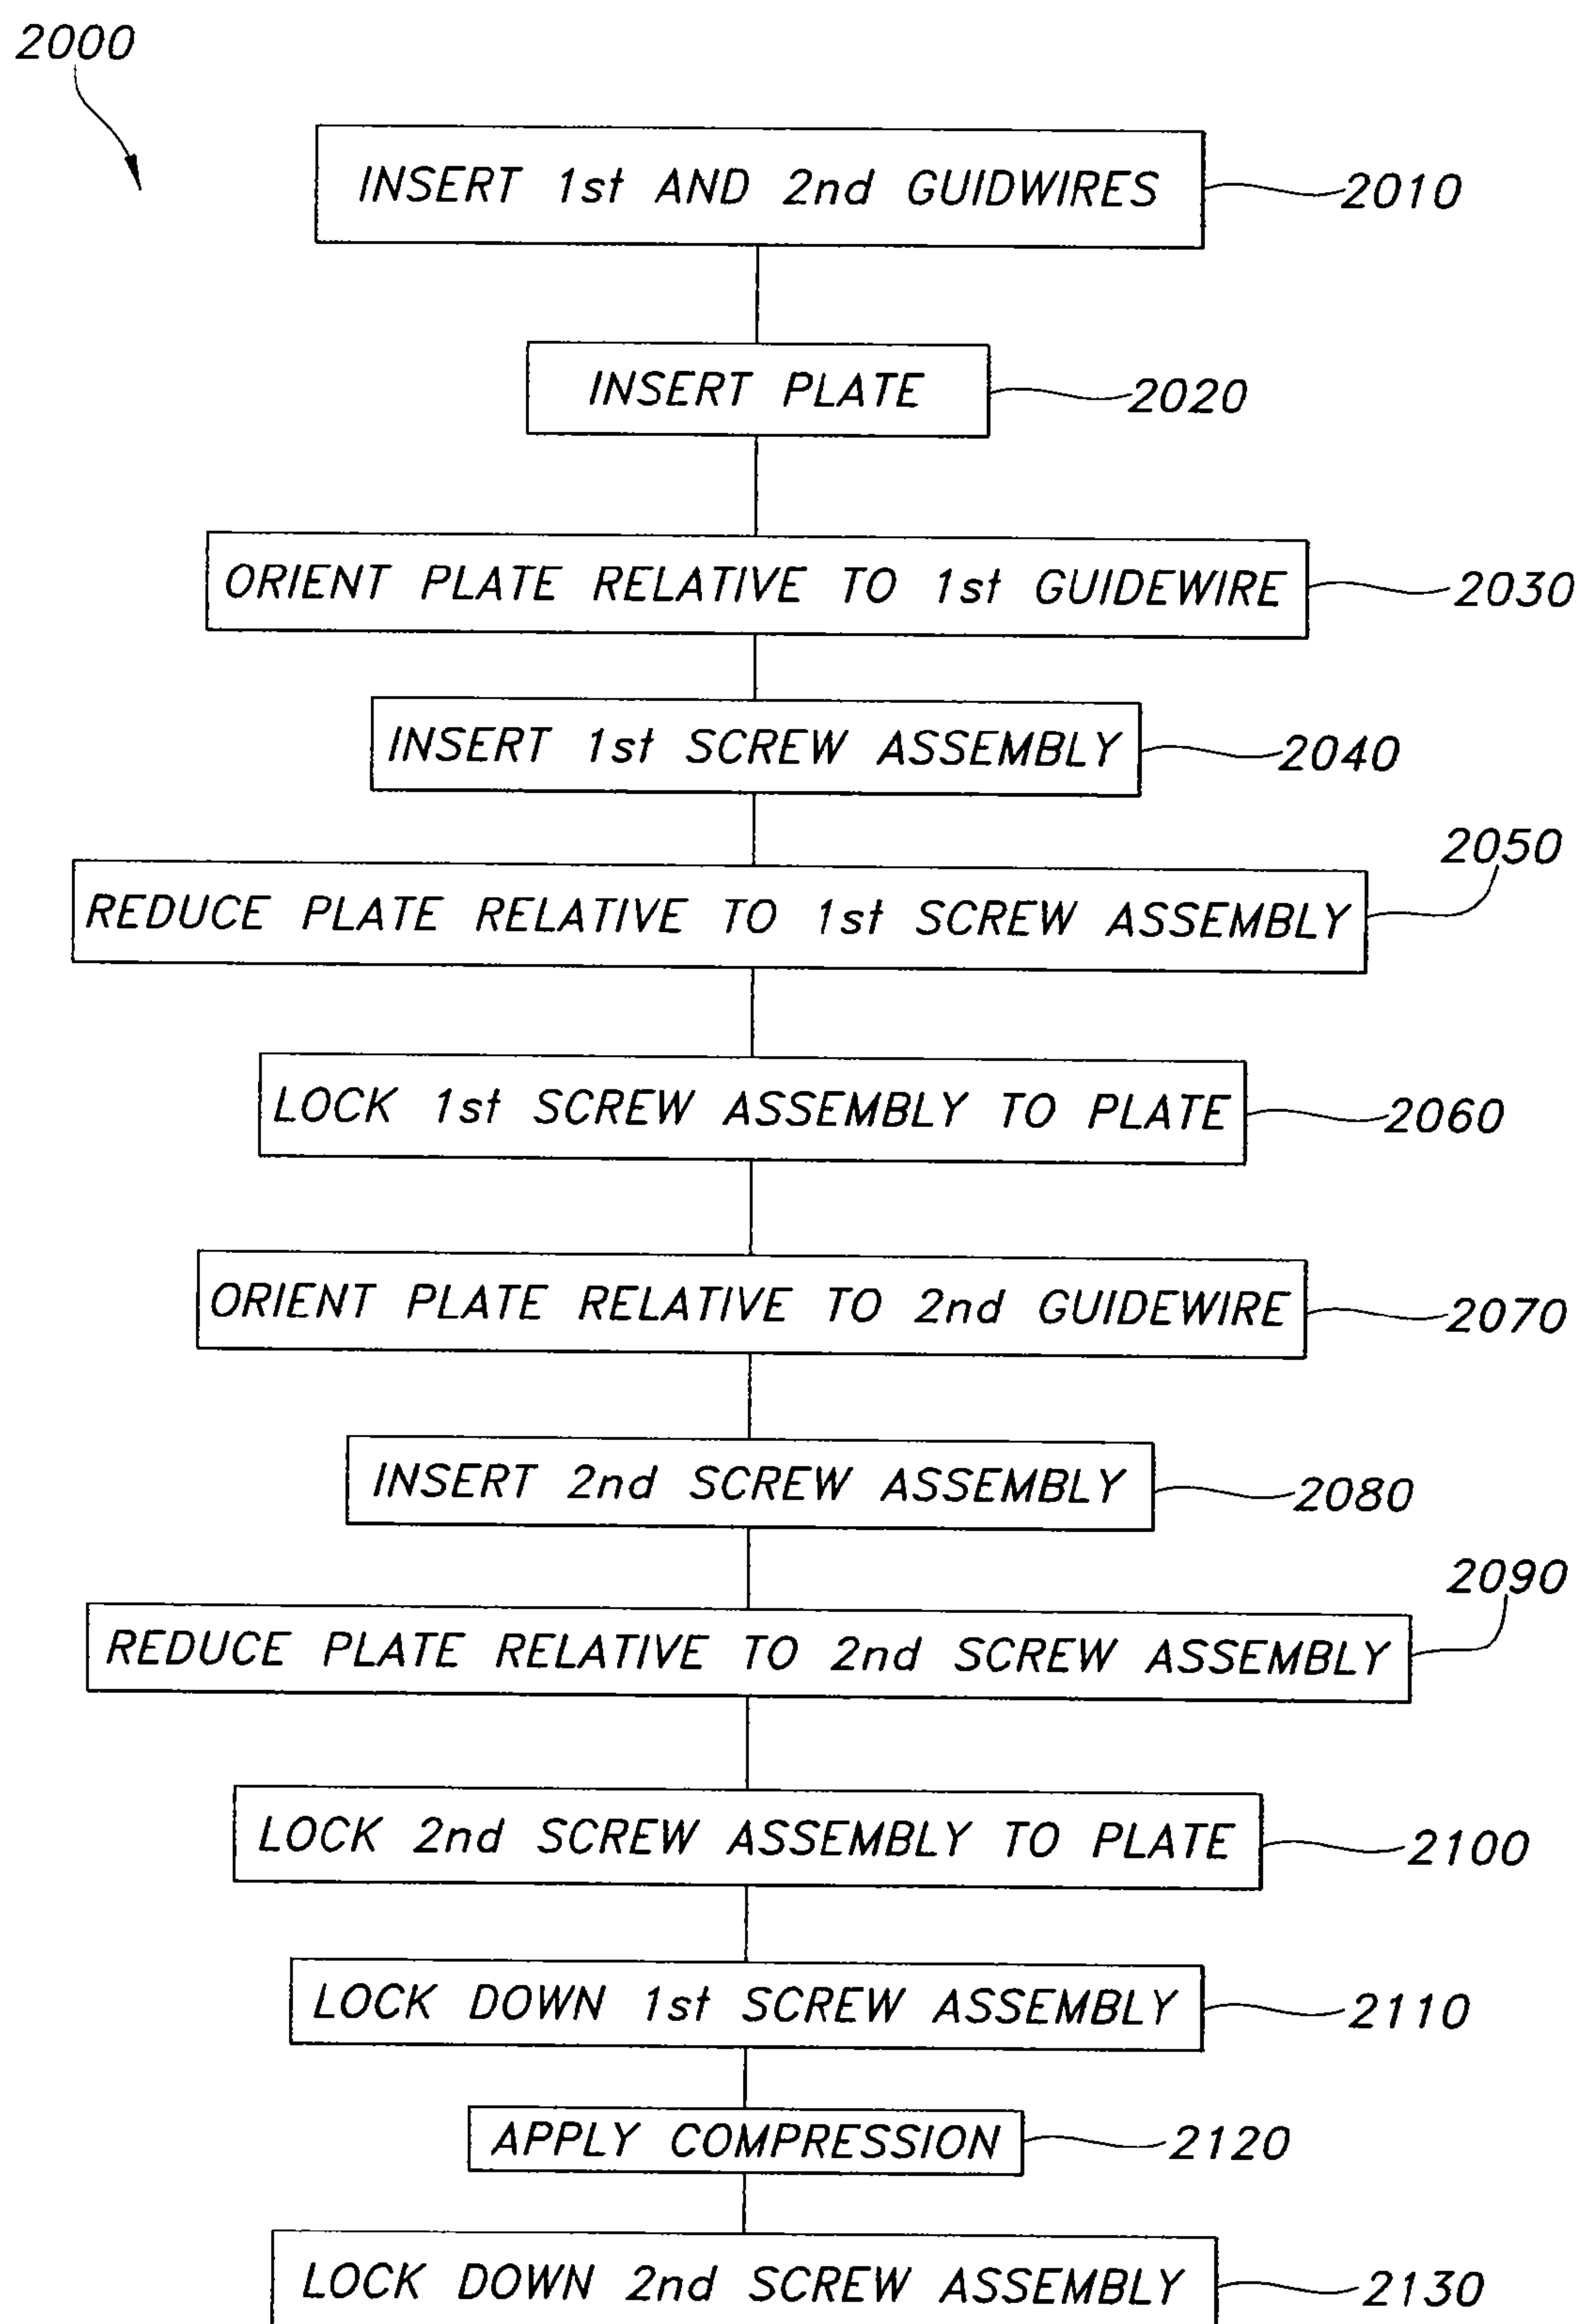 2000
INSERT 1st AND 2nd GUIDWIRES
2010
INSERT PLATE
2020
ORIENT PLATE RELATIVE TO 1st GUIDEWIRE
2030
INSERT 1st SCREW ASSEMBLY
2040
REDUCE PLATE RELATIVE TO 1st SCREW ASSEMBLY
2050
LOCK 1st SCREW ASSEMBLY TO PLATE
2060
ORIENT PLATE RELATIVE TO 2nd GUIDEWIRE
2070
INSERT 2nd SCREW ASSEMBLY
2080
REDUCE PLATE RELATIVE TO 2nd SCREW ASSEMBLY
2090
LOCK 2nd SCREW ASSEMBLY TO PLATE
2100
LOCK DOWN 1st SCREW ASSEMBLY
2110
APPLY COMPRESSION
2120
LOCK DOWN 2nd SCREW ASSEMBLY
2130